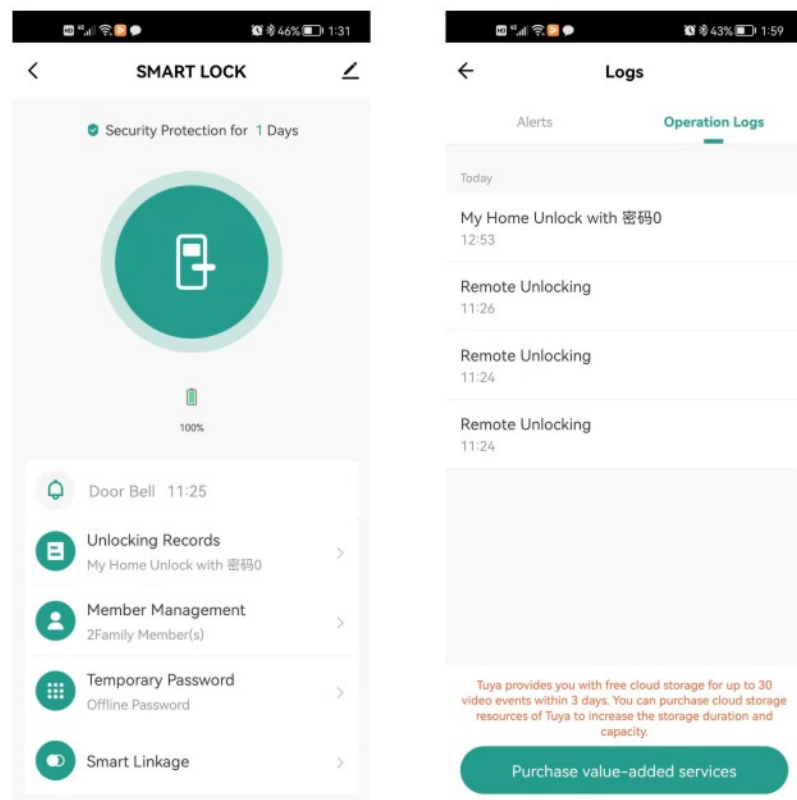 46% 1:31
SMART LOCK
Security Protection for 1 Days
100%
Door Bell 11:25
Unlocking Records
My Home Unlock with 密码0
Member Management
2Family Member(s)
Temporary Password
Offline Password
Smart Linkage
43% 1:59
Logs
Alerts
Operation Logs
Today
My Home Unlock with 密码0
12:53
Remote Unlocking
11:26
Remote Unlocking
11:24
Remote Unlocking
11:24
Tuya provides you with free cloud storage for up to 30
video events within 3 days. You can purchase cloud storage
resources of Tuya to increase the storage duration and
capacity.
Purchase value-added services